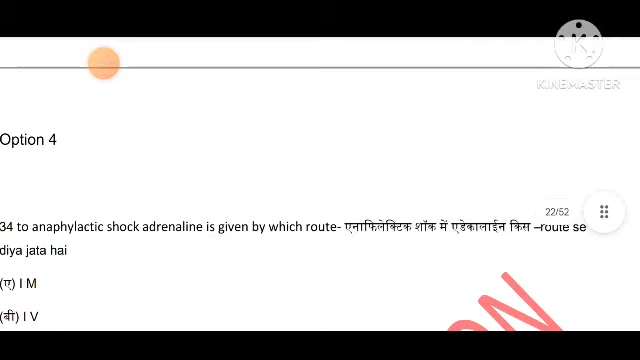 KINEMASTER
Option 4
22/52
34 to anaphylactic shock adrenaline is given by which route- एनाफिलेक्टिक शॉक में एडेकालाईन किस –route se
diya jata hai
(ए) I M
(बी) I V
ON